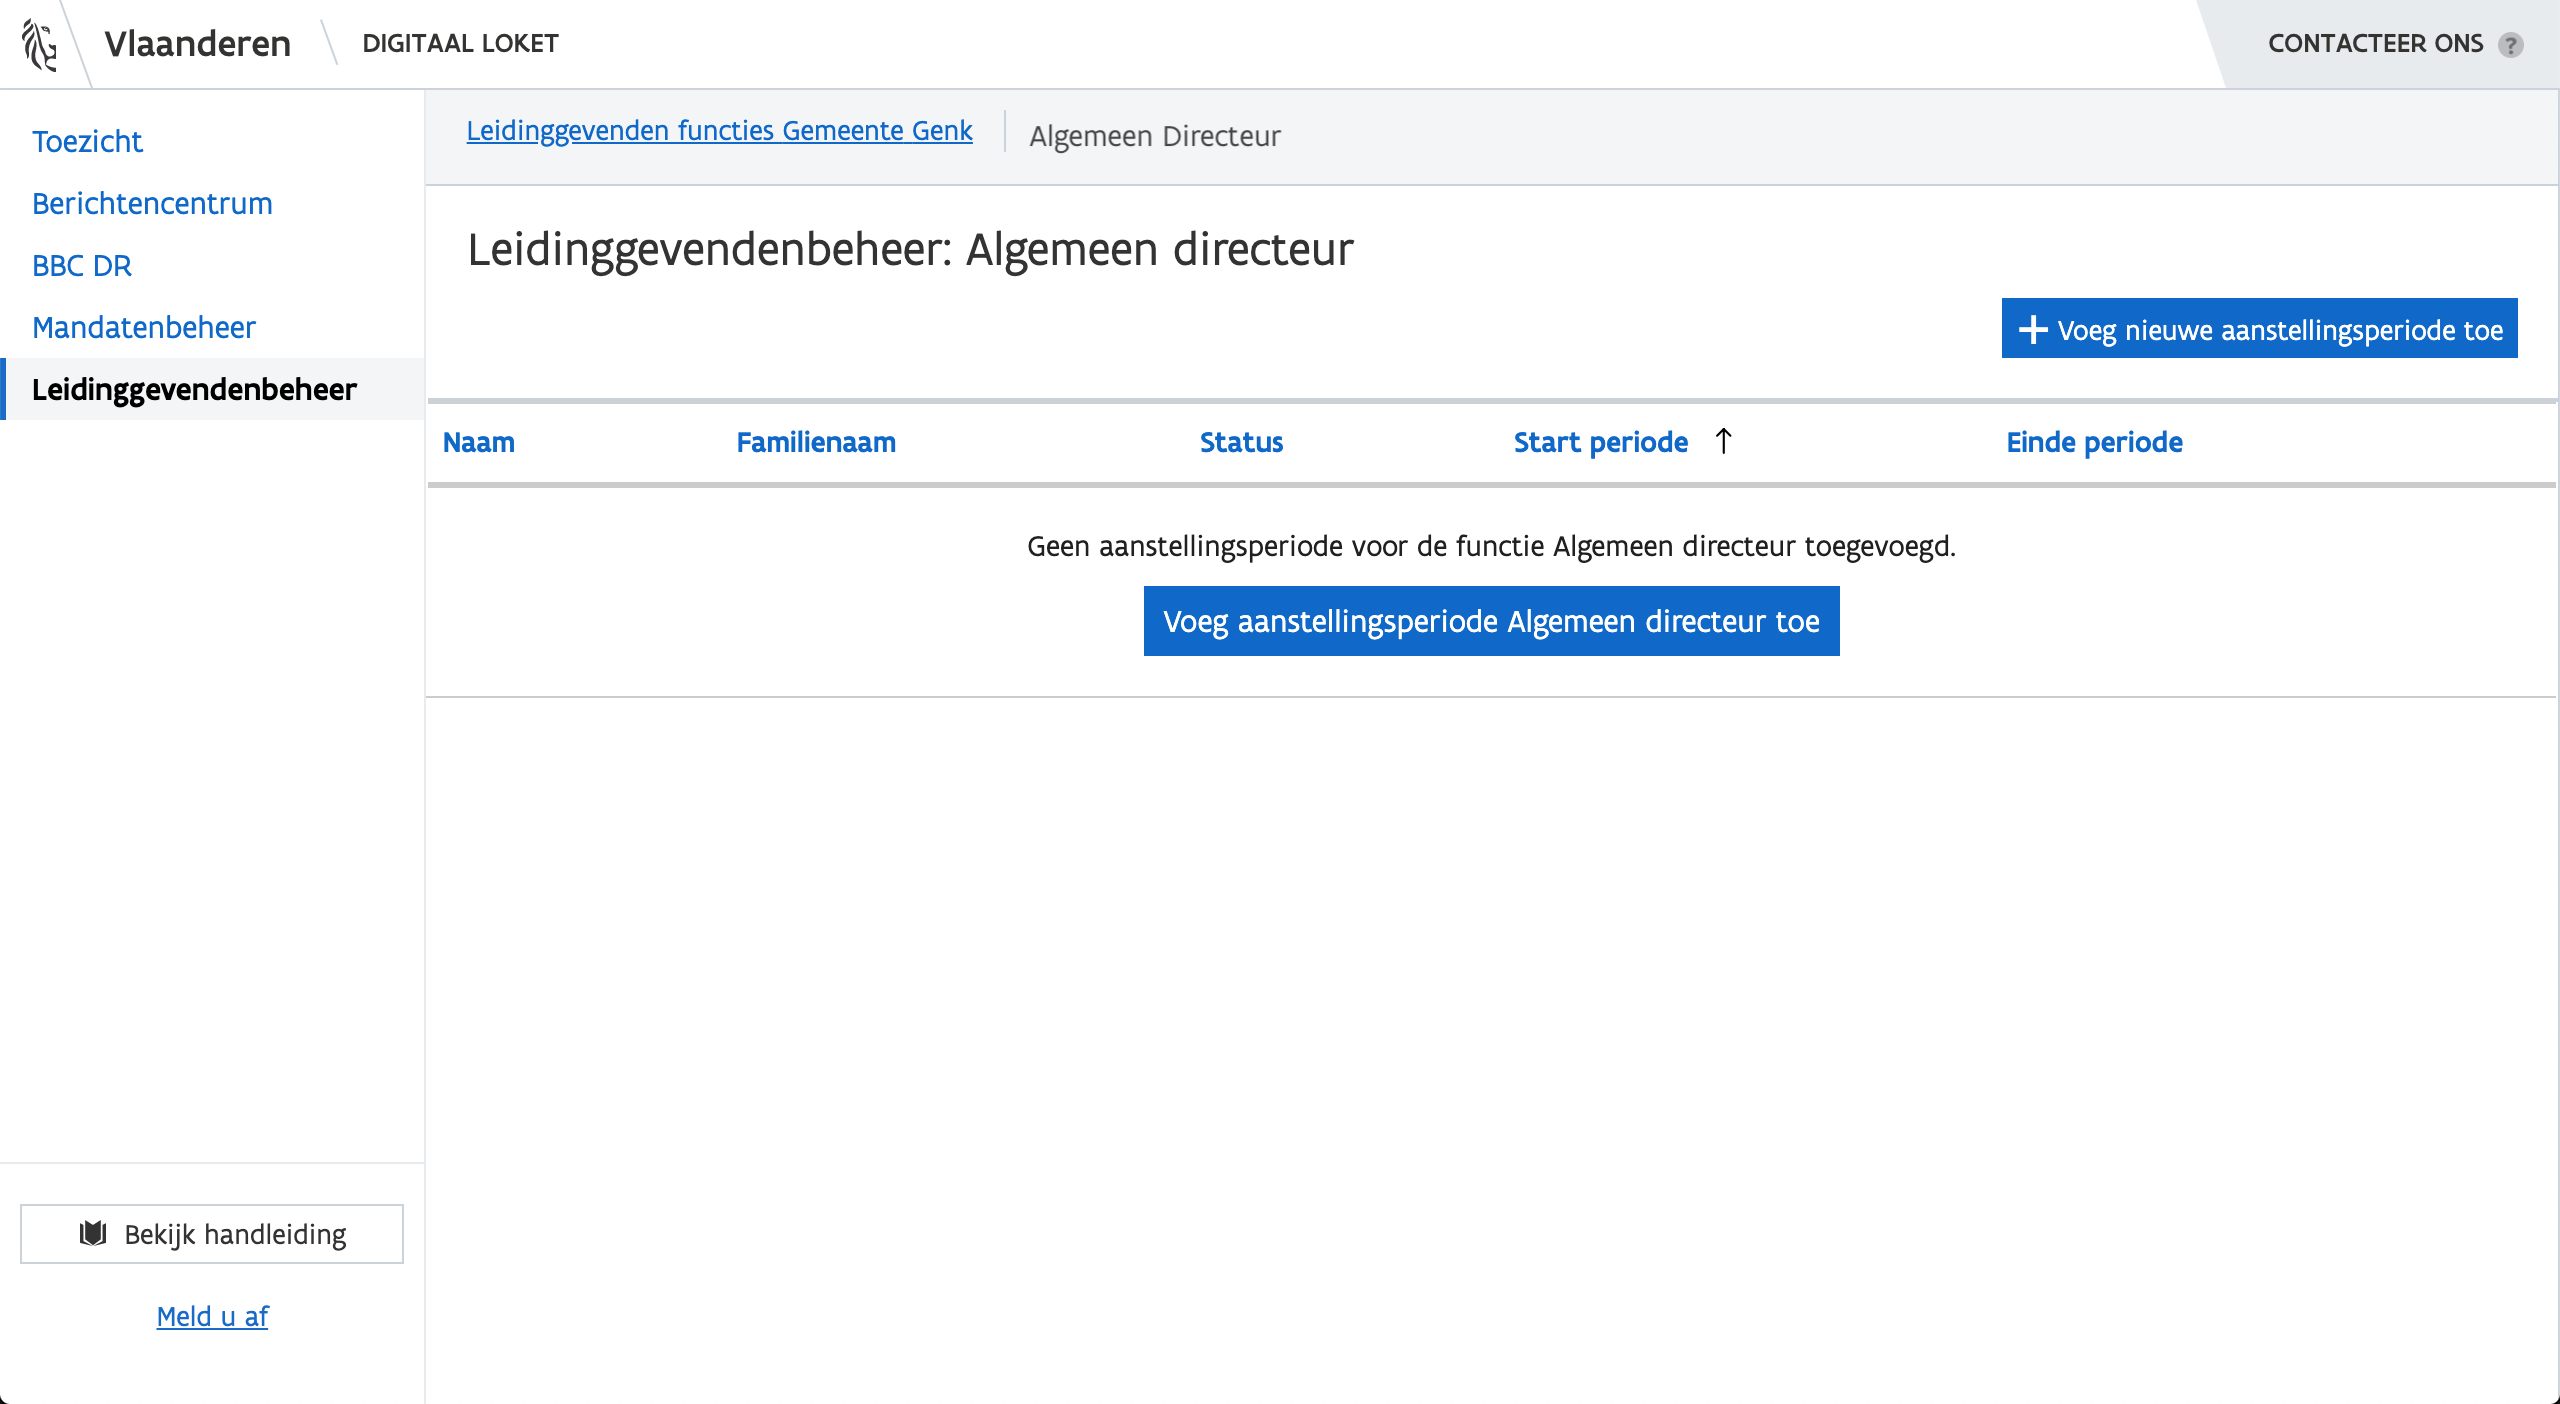 Vlaanderen
DIGITAAL LOKET
CONTACTEER ONS ?
Toezicht
Berichtencentrum
BBC DR
Mandatenbeheer
Leidinggevendenbeheer
Leidinggevenden functies Gemeente Genk
Algemeen Directeur
Leidinggevendenbeheer: Algemeen directeur
Voeg nieuwe aanstellingsperiode toe
Naam Familienaam Status Start periode ↑ Einde periode
Geen aanstellingsperiode voor de functie Algemeen directeur toegevoegd.
Voeg aanstellingsperiode Algemeen directeur toe
Bekijk handleiding
Meld u af